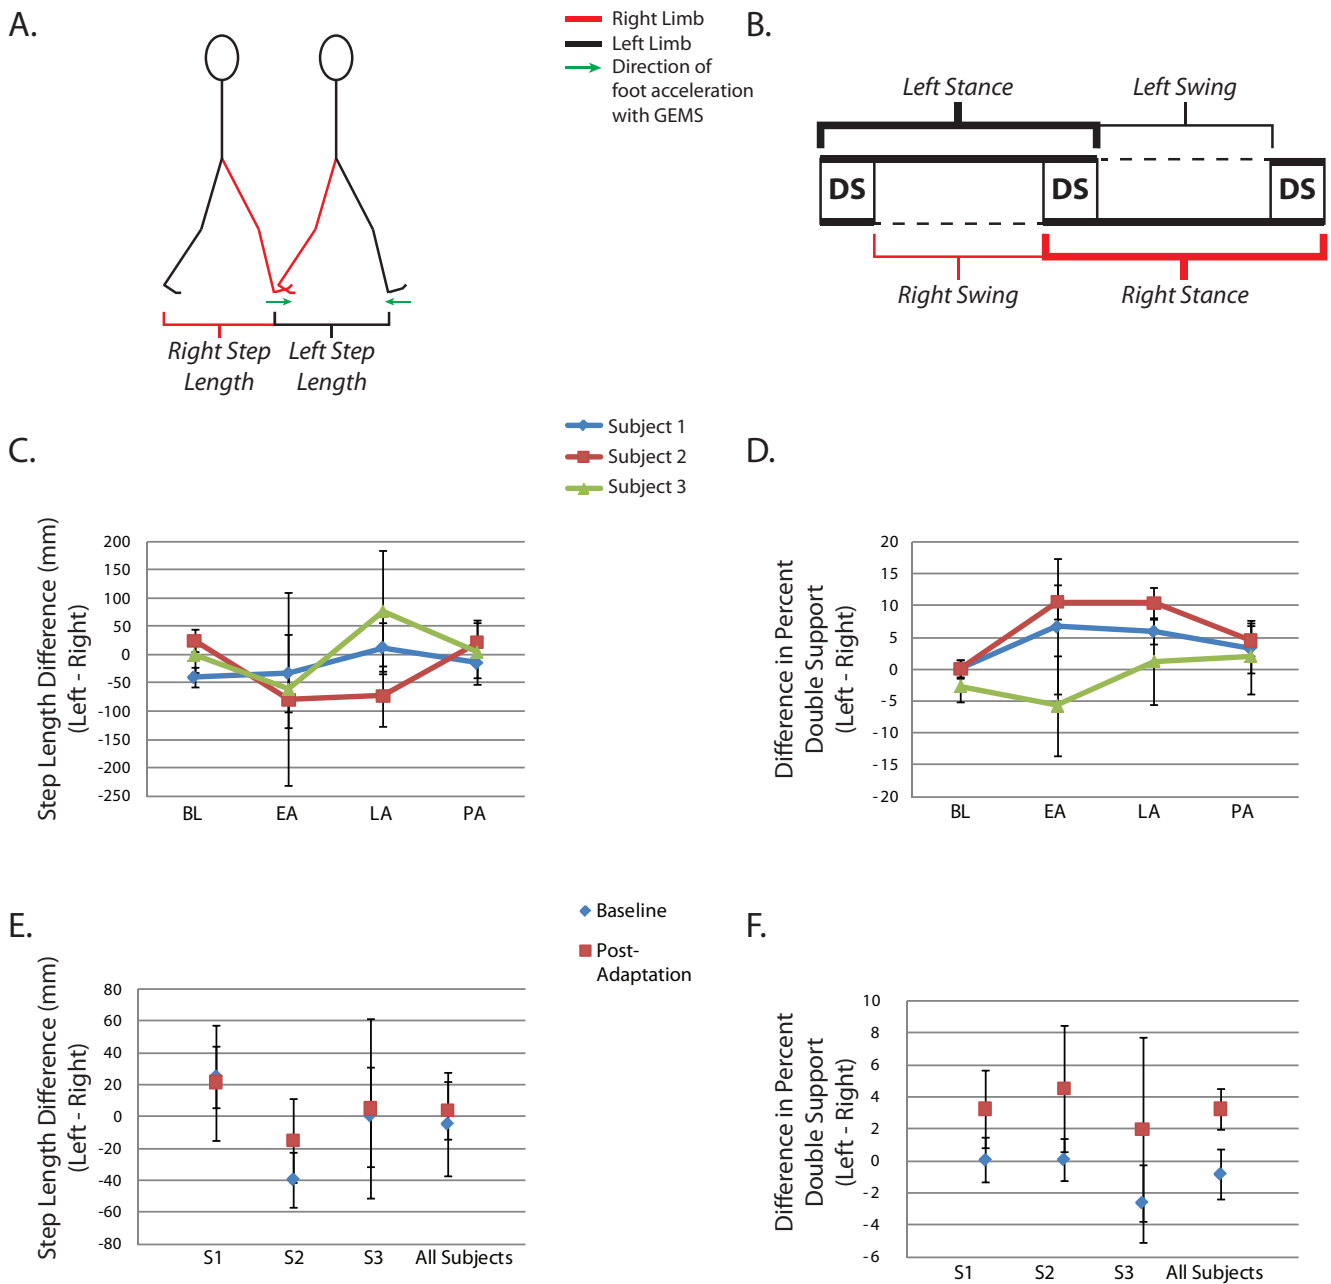 A.
Right Limb
Left Limb
Direction of
foot acceleration
with GEMS
Right Step
Length
Left Step
Length
B.
Left Stance
Left Swing
DS
DS
DS
Right Swing
Right Stance
C.
Subject 1
Subject 2
Subject 3
Step Length Difference (mm)
(Left - Right)
200
150
100
50
0
-50
-100
-150
-200
-250
BL
EA
LA
PA
D.
Difference in Percent
Double Support
(Left - Right)
20
15
10
5
0
-5
-10
-15
-20
BL
EA
LA
PA
E.
Baseline
Post-
Adaptation
Step Length Difference (mm)
(Left - Right)
80
60
40
20
0
-20
-40
-60
-80
S1
S2
S3
All Subjects
F.
Difference in Percent
Double Support
(Left - Right)
10
8
6
4
2
0
-2
-4
-6
S1
S2
S3
All Subjects